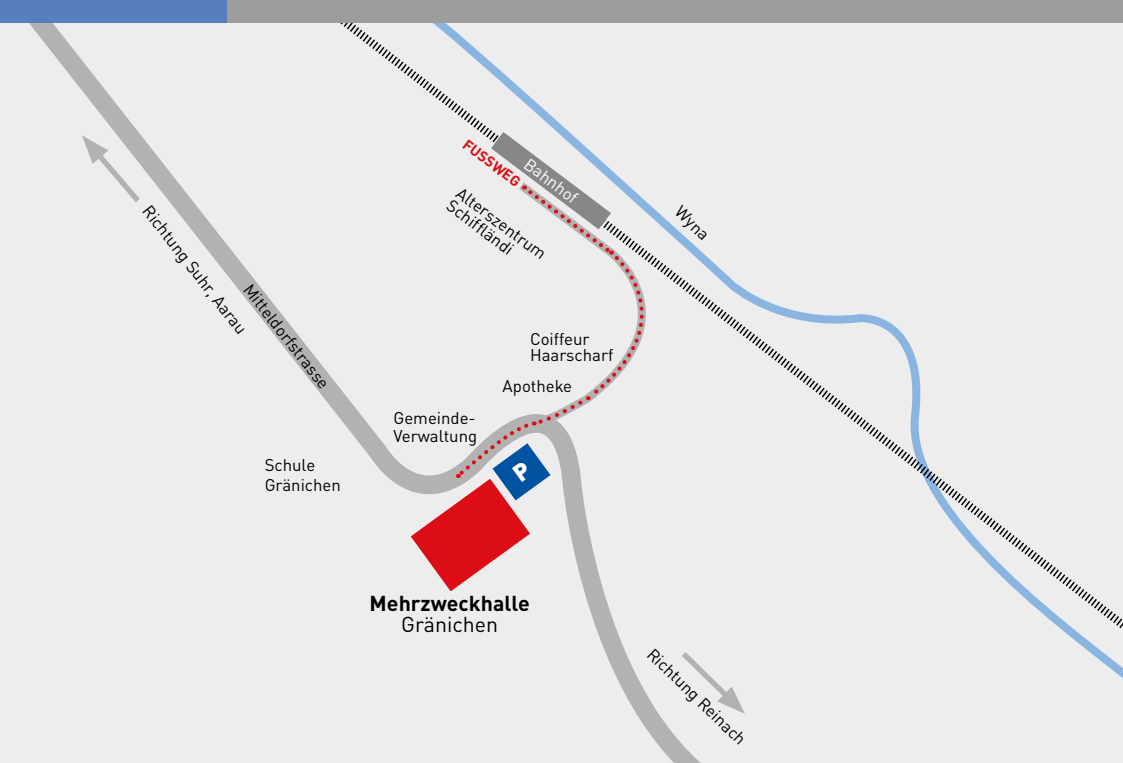 FUSSWEG
Bahnhof
Alterszentrum
Schiffländi
Wyna
Richtung Suhr, Aarau
Mitteldorfstrasse
Coiffeur
Haarscharf
Apotheke
Gemeinde-
Verwaltung
Schule
Gränichen
P
Mehrzweckhalle
Gränichen
Richtung Reinach